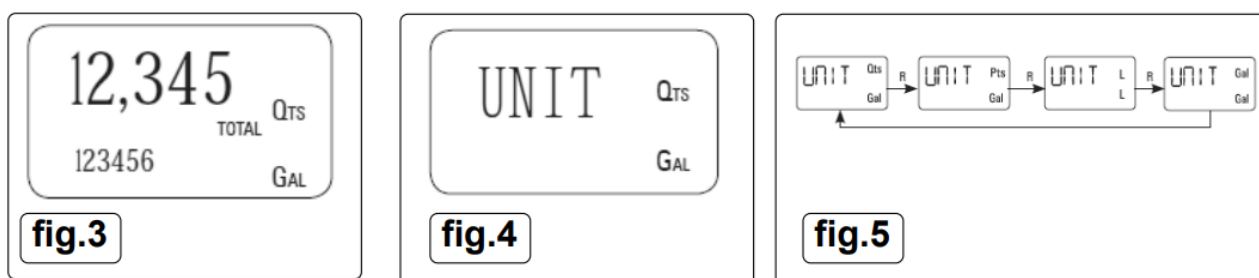 12,345
QTS
TOTAL
123456
GAL
fig.3
UNIT
QTS
GAL
fig.4
UNIT Qts
Gal
R
UNIT Pts
Gal
R
UNIT L
L
R
UNIT Gal
Gal
fig.5